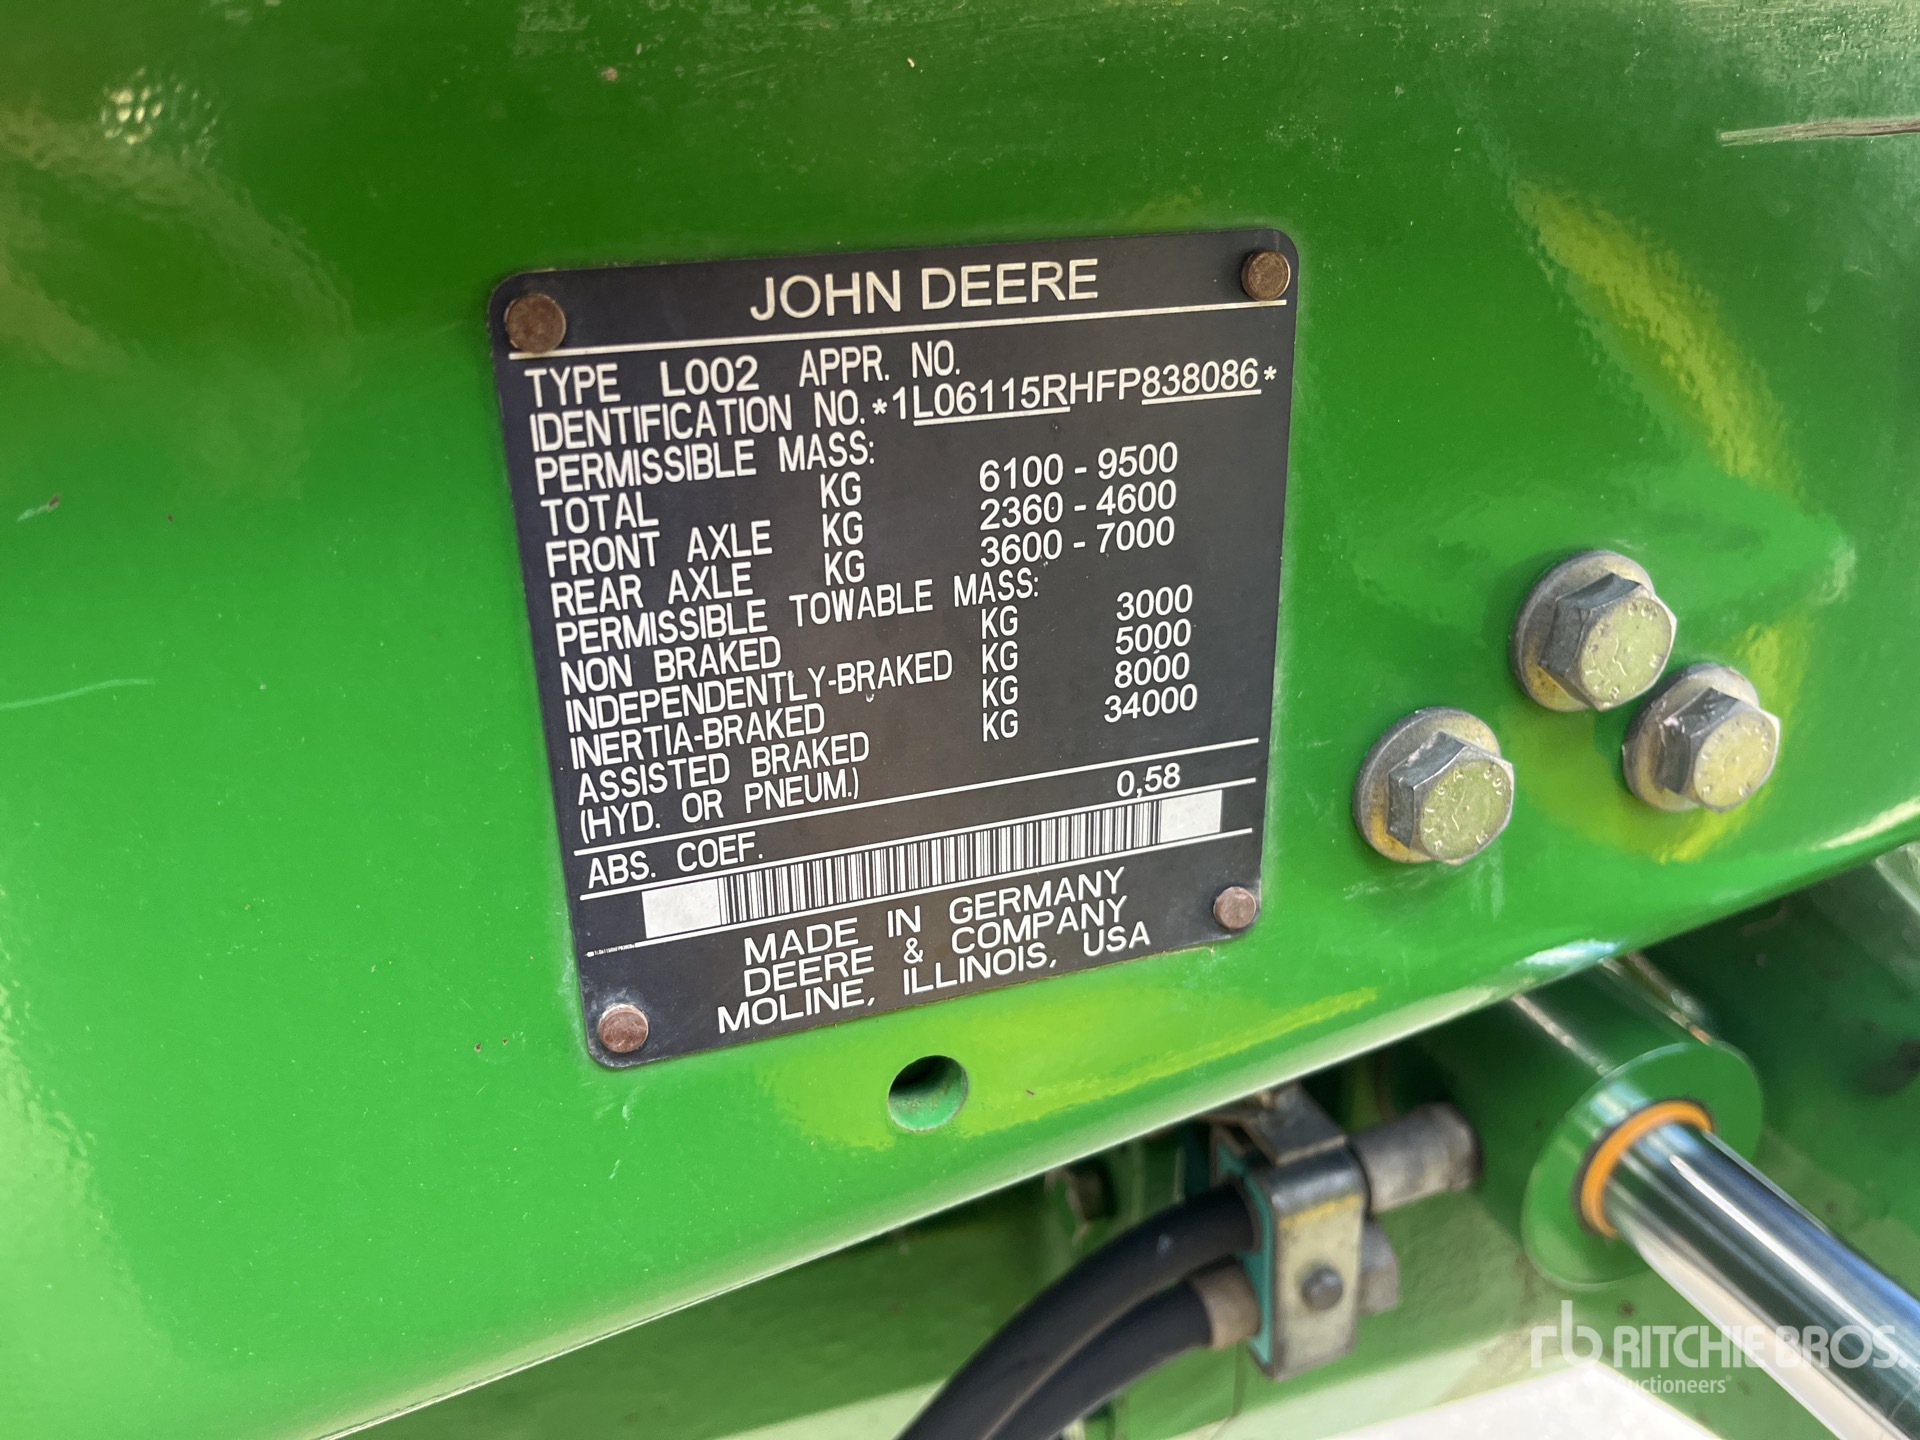 JOHN DEERE
TYPE L002 APPR. NO.
IDENTIFICATION NO. *1L06115RHFP838086*
PERMISSIBLE MASS:
TOTAL KG 6100 - 9500
FRONT AXLE KG 2360 - 4600
REAR AXLE KG 3600 - 7000
PERMISSIBLE TOWABLE MASS:
NON BRAKED KG 3000
INDEPENDENTLY-BRAKED KG 5000
INERTIA-BRAKED KG 8000
ASSISTED BRAKED KG 34000
(HYD. OR PNEUM.)
ABS. COEF. 0,58
MADE IN GERMANY
DEERE & COMPANY
MOLINE, ILLINOIS, USA
rb RITCHIE BROS.
Auctioneers